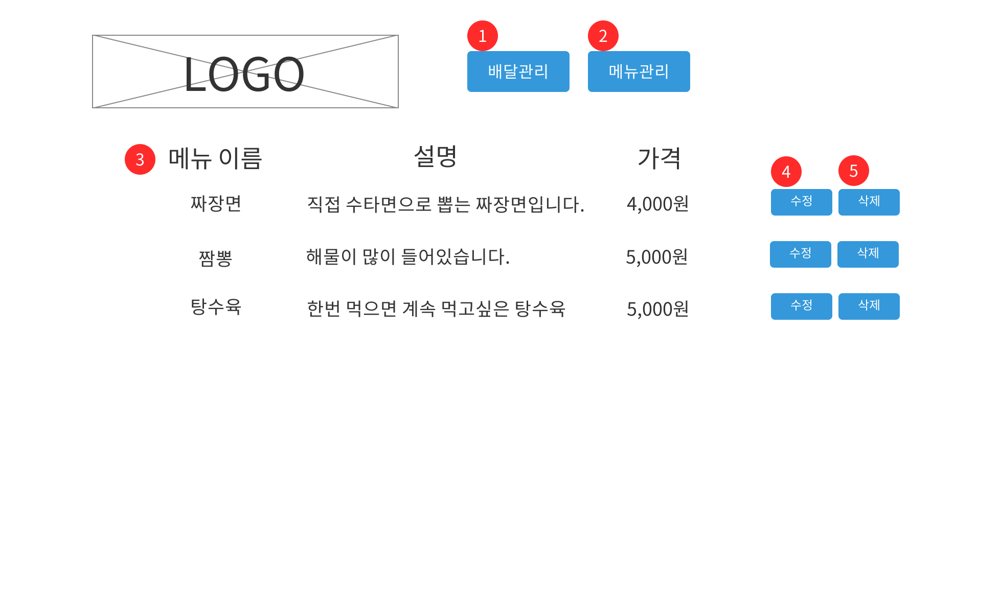 1 2
LOGO 배달관리 메뉴관리
3 메뉴 이름 설명 가격
4 5
짜장면 직접 수타면으로 뽑는 짜장면입니다. 4,000원 수정 삭제
짬뽕 해물이 많이 들어있습니다. 5,000원 수정 삭제
탕수육 한번 먹으면 계속 먹고싶은 탕수육 5,000원 수정 삭제